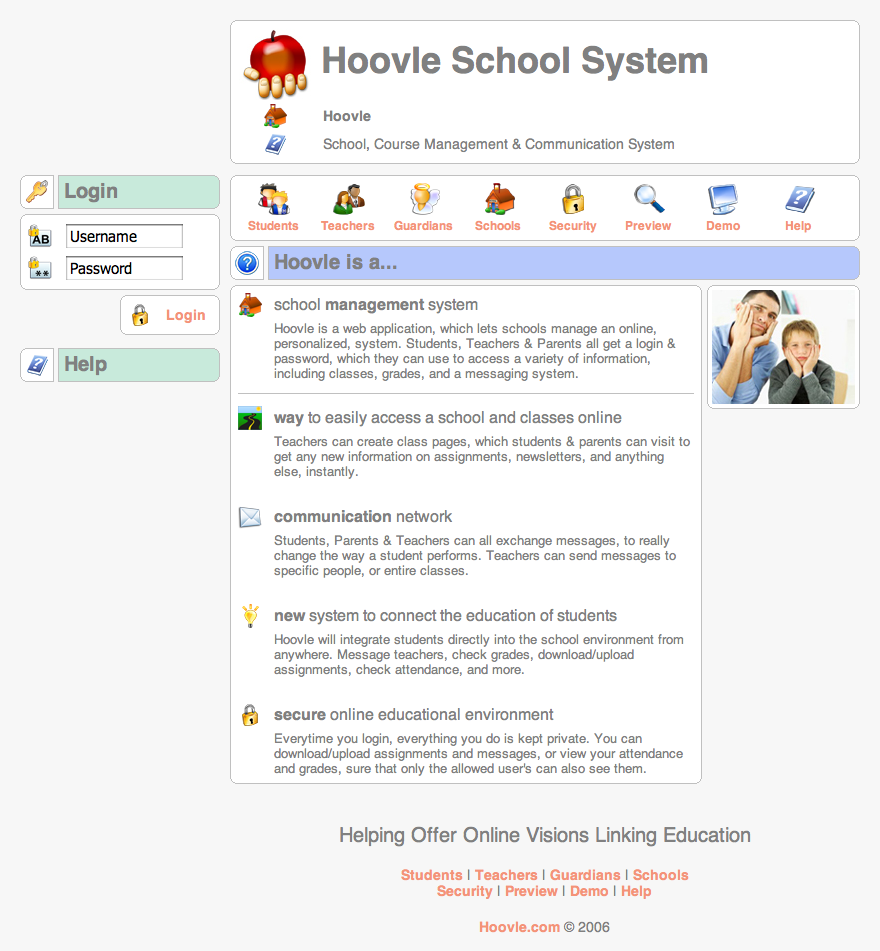 Hoovle School System
Hoovle
School, Course Management & Communication System
Login
AB
Username
**
Password
Login
Help
Students Teachers Guardians Schools Security Preview Demo Help
Hoovle is a...
school management system
Hoovle is a web application, which lets schools manage an online,
personalized, system. Students, Teachers & Parents all get a login &
password, which they can use to access a variety of information,
including classes, grades, and a messaging system.
way to easily access a school and classes online
Teachers can create class pages, which students & parents can visit to
get any new information on assignments, newsletters, and anything
else, instantly.
communication network
Students, Parents & Teachers can all exchange messages, to really
change the way a student performs. Teachers can send messages to
specific people, or entire classes.
new system to connect the education of students
Hoovle will integrate students directly into the school environment from
anywhere. Message teachers, check grades, download/upload
assignments, check attendance, and more.
secure online educational environment
Everytime you login, everything you do is kept private. You can
download/upload assignments and messages, or view your attendance
and grades, sure that only the allowed user's can also see them.
Helping Offer Online Visions Linking Education
Students | Teachers | Guardians | Schools
Security | Preview | Demo | Help
Hoovle.com © 2006